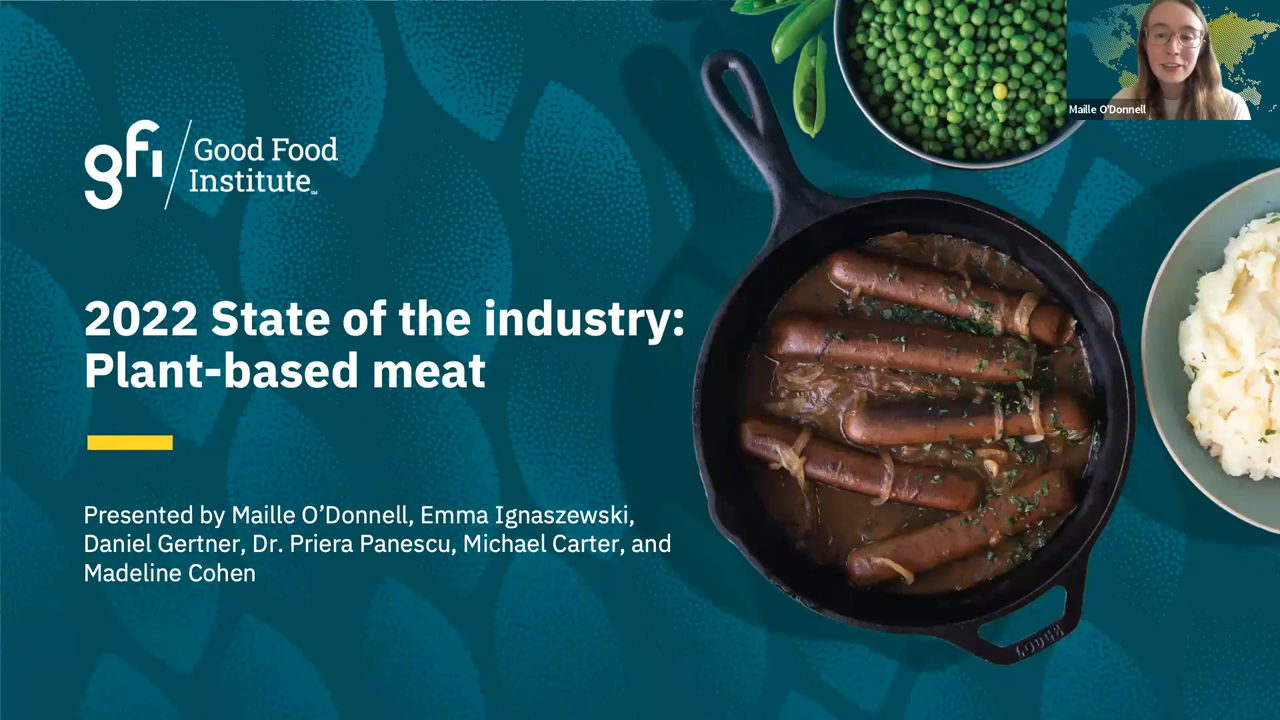 gfi
Good Food
Institute
2022 State of the industry:
Plant-based meat
Presented by Maille O’Donnell, Emma Ignaszewski,
Daniel Gertner, Dr. Priera Panescu, Michael Carter, and
Madeline Cohen
Maille O'Donnell
LODGE